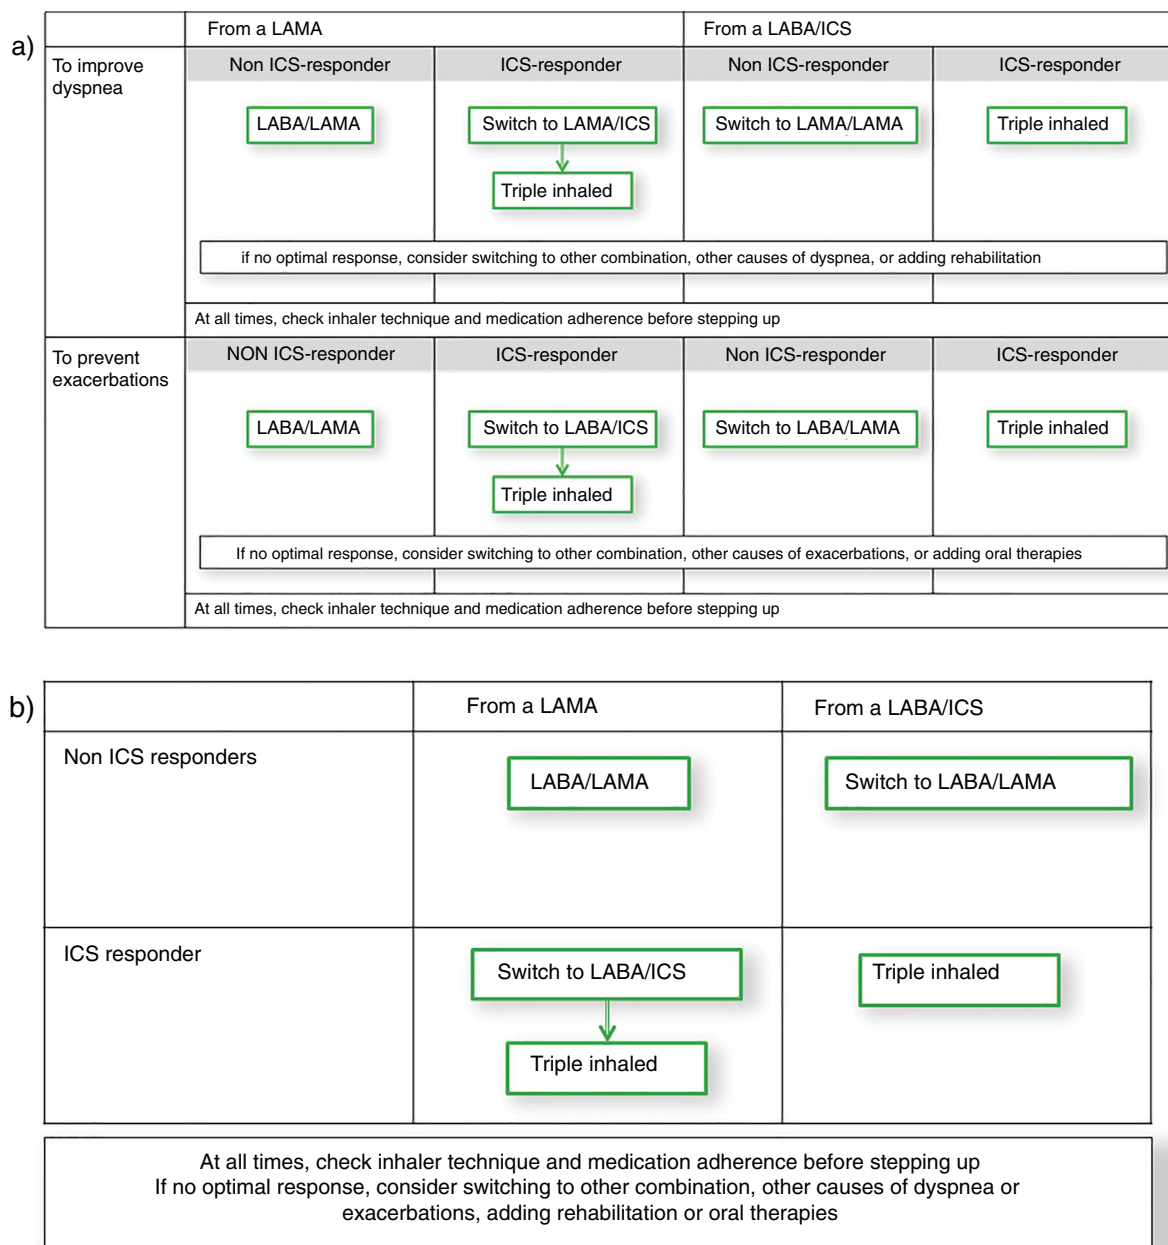 a)
From a LAMA
From a LABA/ICS
To improve
dyspnea
Non ICS-responder
ICS-responder
Non ICS-responder
ICS-responder
LABA/LAMA
Switch to LAMA/ICS
Switch to LAMA/LAMA
Triple inhaled
Triple inhaled
if no optimal response, consider switching to other combination, other causes of dyspnea, or adding rehabilitation
At all times, check inhaler technique and medication adherence before stepping up
To prevent
exacerbations
NON ICS-responder
ICS-responder
Non ICS-responder
ICS-responder
LABA/LAMA
Switch to LABA/ICS
Switch to LABA/LAMA
Triple inhaled
Triple inhaled
If no optimal response, consider switching to other combination, other causes of exacerbations, or adding oral therapies
At all times, check inhaler technique and medication adherence before stepping up
b)
From a LAMA
From a LABA/ICS
Non ICS responders
LABA/LAMA
Switch to LABA/LAMA
ICS responder
Switch to LABA/ICS
Triple inhaled
Triple inhaled
At all times, check inhaler technique and medication adherence before stepping up
If no optimal response, consider switching to other combination, other causes of dyspnea or
exacerbations, adding rehabilitation or oral therapies